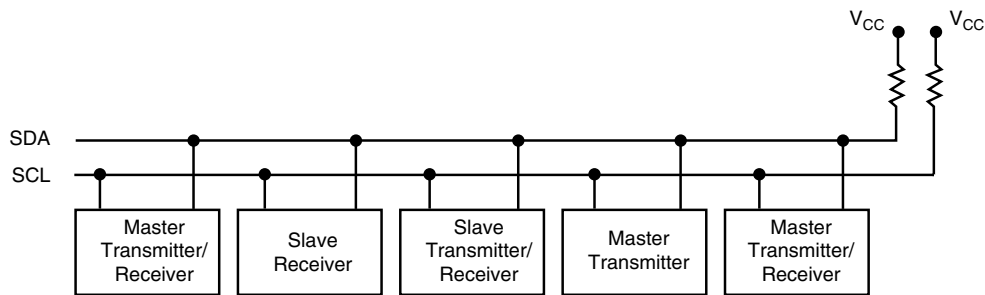 VCC
VCC
SDA
SCL
Master
Transmitter/
Receiver
Slave
Receiver
Slave
Transmitter/
Receiver
Master
Transmitter
Master
Transmitter/
Receiver